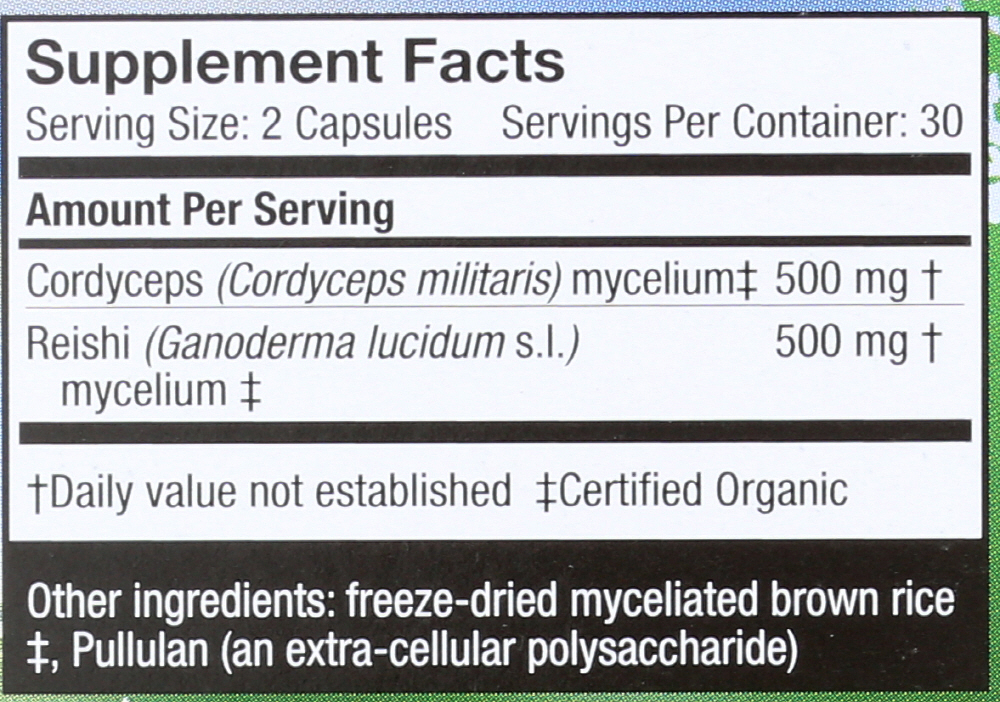 Supplement Facts
Serving Size: 2 Capsules Servings Per Container: 30
Amount Per Serving
Cordyceps (Cordyceps militaris) mycelium‡ 500 mg †
Reishi (Ganoderma lucidum s.l.) 500 mg †
mycelium ‡
†Daily value not established ‡Certified Organic
Other ingredients: freeze-dried myceliated brown rice
‡, Pullulan (an extra-cellular polysaccharide)